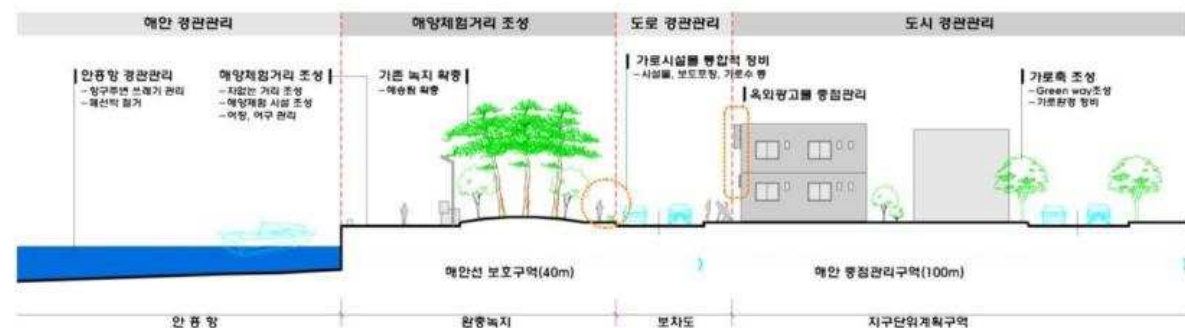 해안 경관관리
해양체험거리 조성
도로 경관관리
도시 경관관리
안흥항 경관관리
-항구주변 쓰레기 관리
-폐선박 철거
해양체험거리 조성
-차없는 거리 조성
-해양체험 시설 조성
-어장, 어구 관리
기존 녹지 확충
-해송림 확충
가로시설물 통합적 정비
-시설물, 보도포장, 가로수 등
옥외광고물 중점관리
가로축 조성
-Green way조성
-가로환경 정비
해안선 보호구역(40m)
해안 중점관리구역(100m)
안 흥 항
완충녹지
보차도
지구단위계획구역